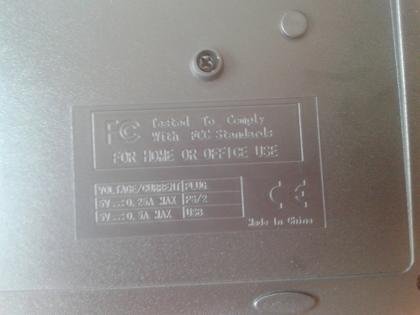 FC Tested To Comply
With FCC Standards
FOR HOME OR OFFICE USE
VOLTAGE/CURRENT PLUG
5V⎓0.25A MAX PS/2
5V⎓0.5A MAX USB
CE
Made In China